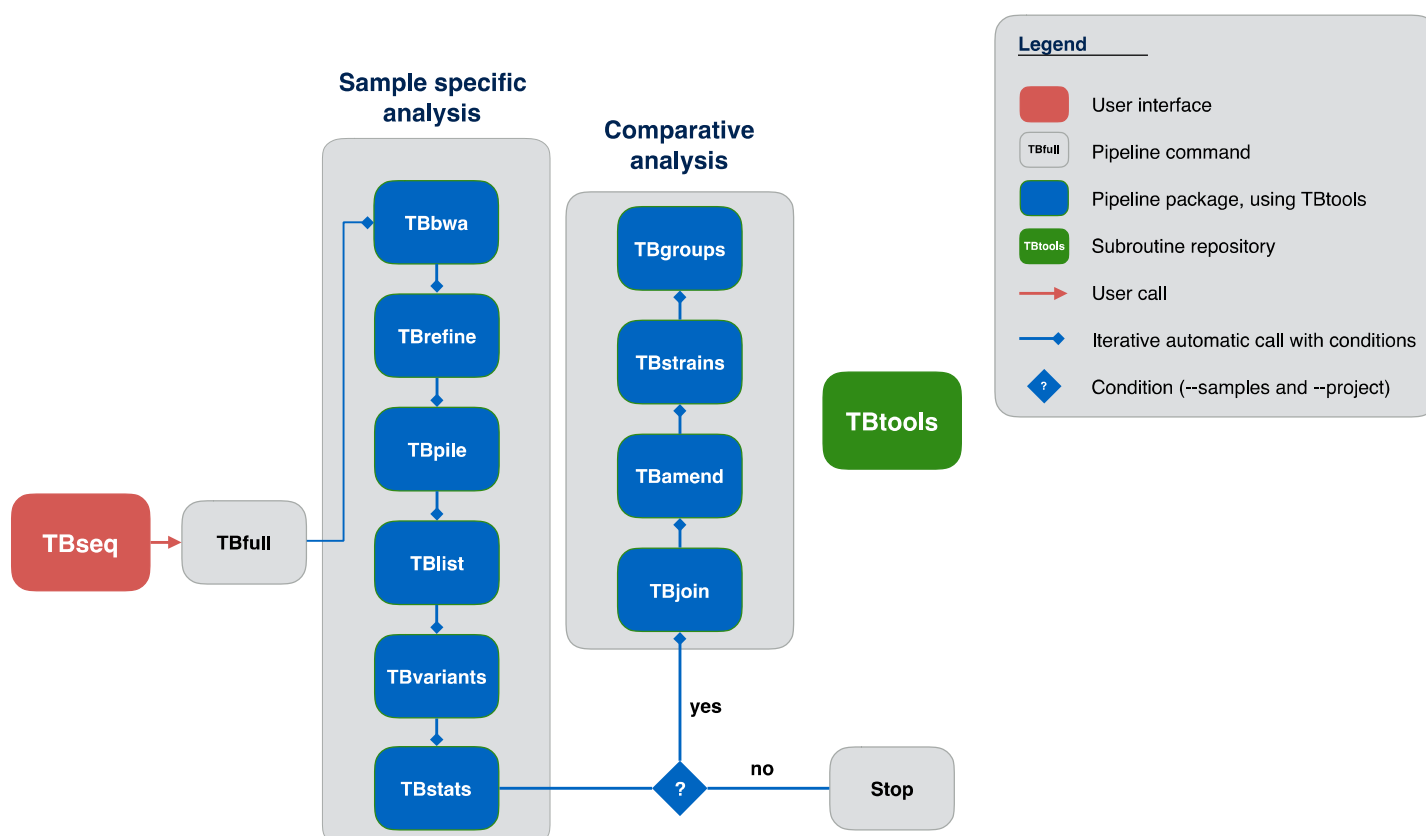 Sample specific
analysis
TBbwa
TBrefine
TBpile
TBlist
TBvariants
TBstats
TBseq
TBfull
Comparative
analysis
TBgroups
TBstrains
TBamend
TBjoin
yes
?
no
Stop
TBtools
Legend
User interface
TBfull Pipeline command
Pipeline package, using TBtools
TBtools Subroutine repository
User call
Iterative automatic call with conditions
? Condition (--samples and --project)